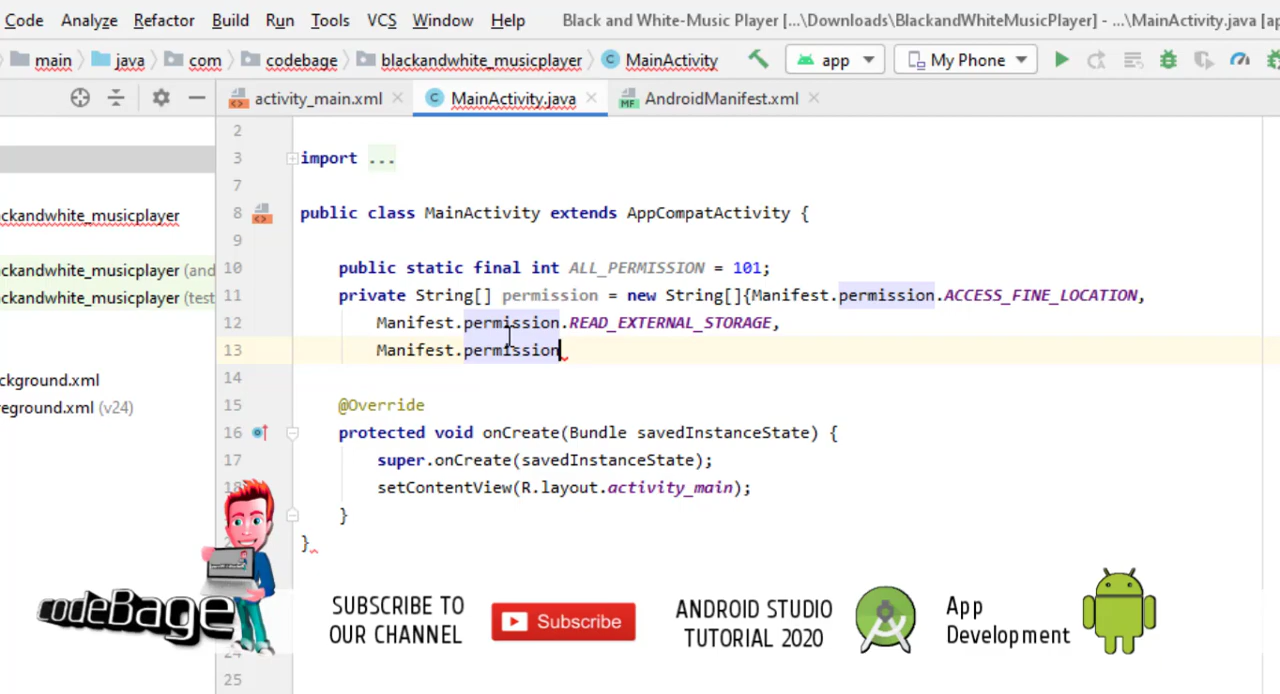 Code Analyze Refactor Build Run Tools VCS Window Help Black and White-Music Player [...\Downloads\BlackandWhiteMusicPlayer] - ...\MainActivity.java [ap
main java com codebage blackandwhite_musicplayer MainActivity app My Phone
activity_main.xml MainActivity.java MF AndroidManifest.xml
2
3 import ...
7
ckandwhite_musicplayer 8 public class MainActivity extends AppCompatActivity {
9
ckandwhite_musicplayer (and 10 public static final int ALL_PERMISSION = 101;
ckandwhite_musicplayer (test 11 private String[] permission = new String[]{Manifest.permission.ACCESS_FINE_LOCATION,
12 Manifest.permission.READ_EXTERNAL_STORAGE,
13 Manifest.permission
ckground.xml 14
reground.xml (v24) 15 @Override
16 protected void onCreate(Bundle savedInstanceState) {
17 super.onCreate(savedInstanceState);
18 setContentView(R.layout.activity_main);
}
}
codeBage
SUBSCRIBE TO
OUR CHANNEL
Subscribe
ANDROID STUDIO
TUTORIAL 2020
App
Development
25